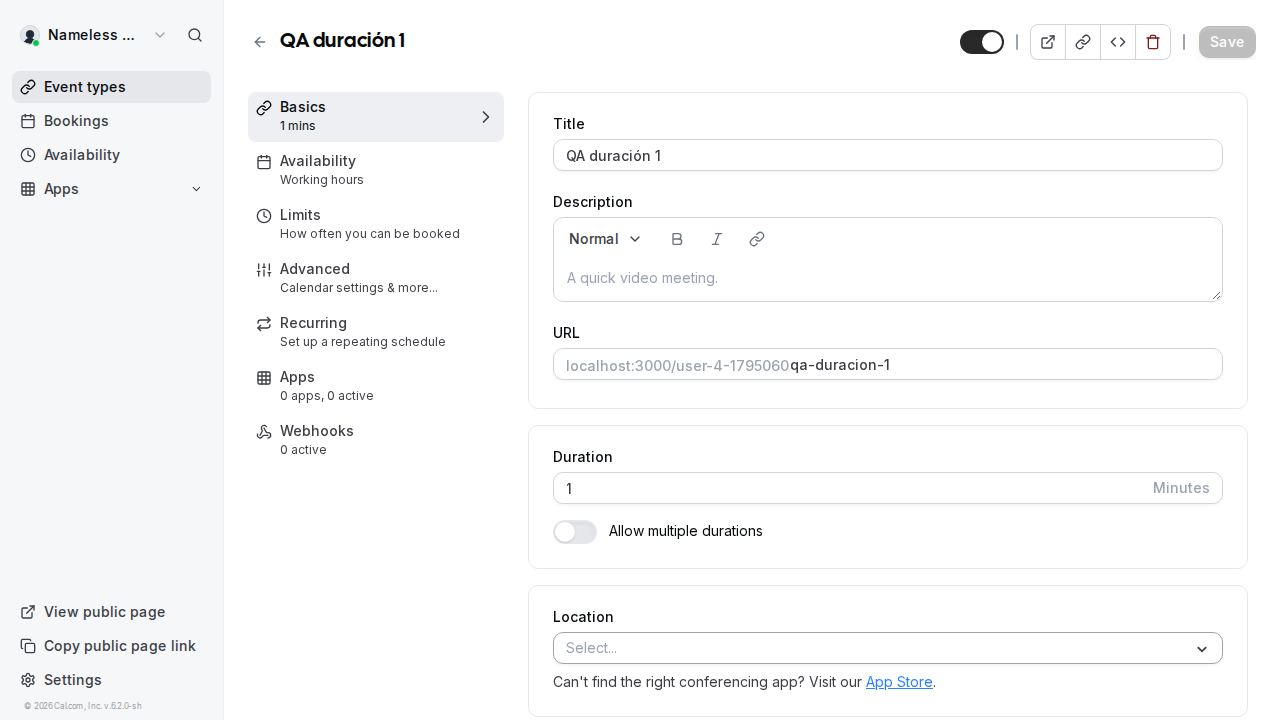 Nameless ...
Event types
Bookings
Availability
Apps
View public page
Copy public page link
Settings
© 2026 Cal.com, Inc. v.6.2.0-sh
QA duración 1
Save
Basics
1 mins
Availability
Working hours
Limits
How often you can be booked
Advanced
Calendar settings & more...
Recurring
Set up a repeating schedule
Apps
0 apps, 0 active
Webhooks
0 active
Title
QA duración 1
Description
Normal
A quick video meeting.
URL
localhost:3000/user-4-1795060qa-duracion-1
Duration
1 Minutes
Allow multiple durations
Location
Select...
Can't find the right conferencing app? Visit our App Store.